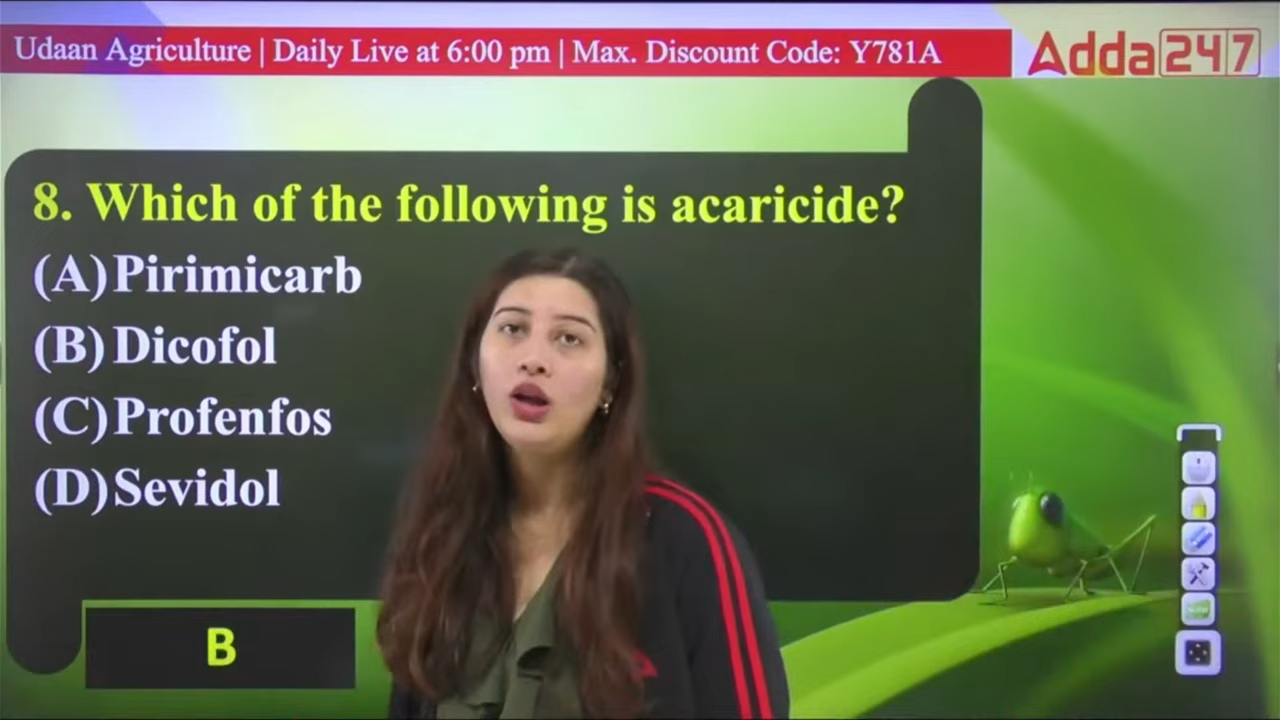 Udaan Agriculture | Daily Live at 6:00 pm | Max. Discount Code: Y781A
Adda247
8. Which of the following is acaricide?
(A) Pirimicarb
(B) Dicofol
(C) Profenfos
(D) Sevidol
B